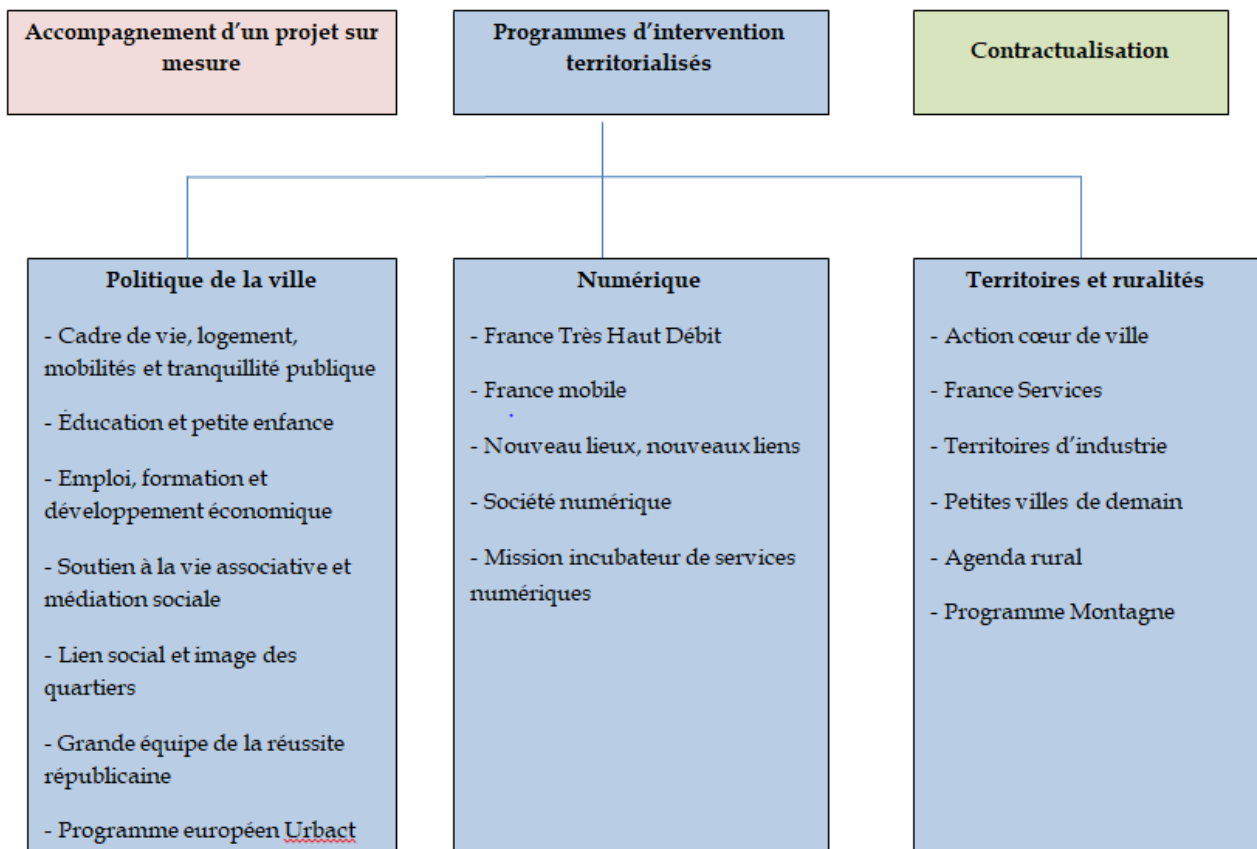 Accompagnement d’un projet sur
mesure
Programmes d’intervention
territorialisés
Contractualisation
Politique de la ville
- Cadre de vie, logement,
mobilités et tranquillité publique
- Éducation et petite enfance
- Emploi, formation et
développement économique
- Soutien à la vie associative et
médiation sociale
- Lien social et image des
quartiers
- Grande équipe de la réussite
républicaine
- Programme européen Urbact
Numérique
- France Très Haut Débit
- France mobile
- Nouveau lieux, nouveaux liens
- Société numérique
- Mission incubateur de services
numériques
Territoires et ruralités
- Action cœur de ville
- France Services
- Territoires d’industrie
- Petites villes de demain
- Agenda rural
- Programme Montagne